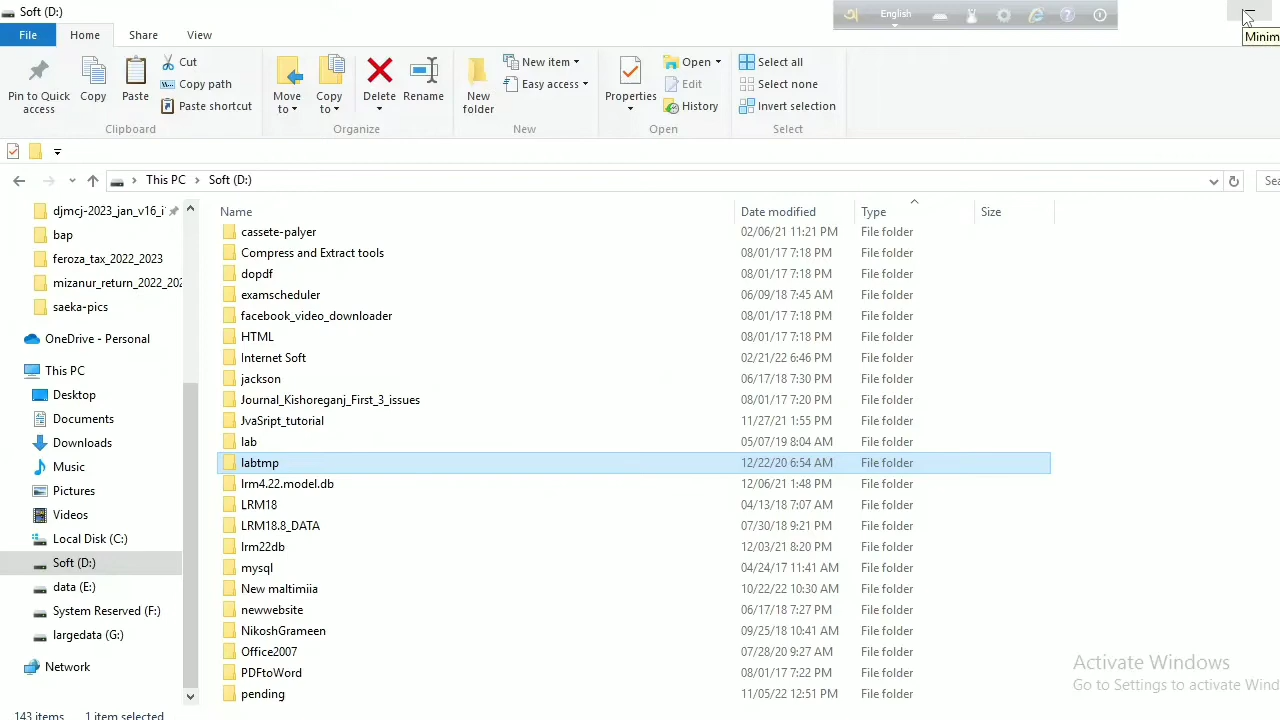 Soft (D:)
English
Minim
File Home Share View
Pin to Quick access
Copy
Paste
Cut
Copy path
Paste shortcut
Clipboard
Move to
Copy to
Delete
Rename
Organize
New folder
New item
Easy access
New
Properties
Open
Edit
History
Open
Select all
Select none
Invert selection
Select
This PC Soft (D:)
Sea
djmcj-2023_jan_v16_i
bap
feroza_tax_2022_2023
mizanur_return_2022_202
saeka-pics
OneDrive - Personal
This PC
Desktop
Documents
Downloads
Music
Pictures
Videos
Local Disk (C:)
Soft (D:)
data (E:)
System Reserved (F:)
largedata (G:)
Network
Name Date modified Type Size
cassete-palyer 02/06/21 11:21 PM File folder
Compress and Extract tools 08/01/17 7:18 PM File folder
dopdf 08/01/17 7:18 PM File folder
examscheduler 06/09/18 7:45 AM File folder
facebook_video_downloader 08/01/17 7:18 PM File folder
HTML 08/01/17 7:18 PM File folder
Internet Soft 02/21/22 6:46 PM File folder
jackson 06/17/18 7:30 PM File folder
Journal_Kishoreganj_First_3_issues 08/01/17 7:20 PM File folder
JvaSript_tutorial 11/27/21 1:55 PM File folder
lab 05/07/19 8:04 AM File folder
labtmp 12/22/20 6:54 AM File folder
lrm4.22.model.db 12/06/21 1:48 PM File folder
LRM18 04/13/18 7:07 AM File folder
LRM18.8_DATA 07/30/18 9:21 PM File folder
lrm22db 12/03/21 8:20 PM File folder
mysql 04/24/17 11:41 AM File folder
New maltimiia 10/22/22 10:30 AM File folder
newwebsite 06/17/18 7:27 PM File folder
NikoshGrameen 09/25/18 10:41 AM File folder
Office2007 07/28/20 9:27 AM File folder
PDFtoWord 08/01/17 7:22 PM File folder
pending 11/05/22 12:51 PM File folder
Activate Windows
Go to Settings to activate Wind
143 items 1 item selected